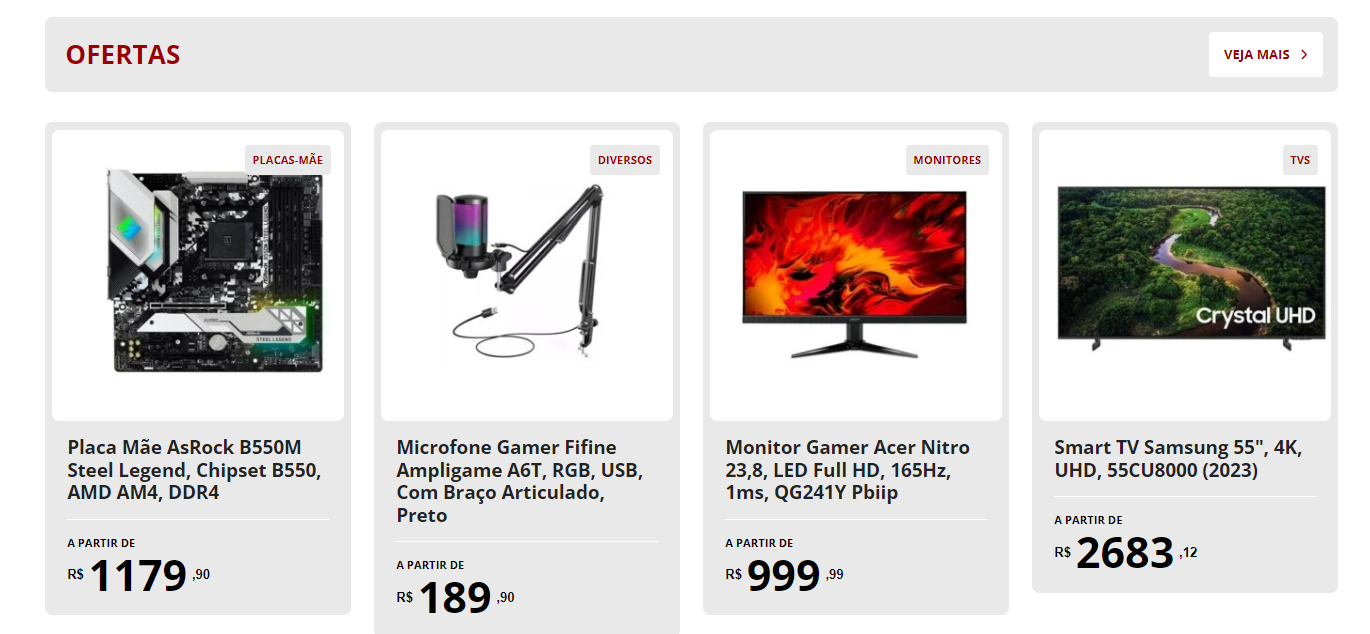 OFERTAS
VEJA MAIS
PLACAS-MÃE
STEEL LEGEND
Placa Mãe AsRock B550M
Steel Legend, Chipset B550,
AMD AM4, DDR4
A PARTIR DE
R$ 1179 ,90
DIVERSOS
Microfone Gamer Fifine
Ampligame A6T, RGB, USB,
Com Braço Articulado,
Preto
A PARTIR DE
R$ 189 ,90
MONITORES
Monitor Gamer Acer Nitro
23,8, LED Full HD, 165Hz,
1ms, QG241Y Pbiip
A PARTIR DE
R$ 999 ,99
TVS
Crystal UHD
Smart TV Samsung 55", 4K,
UHD, 55CU8000 (2023)
A PARTIR DE
R$ 2683 ,12